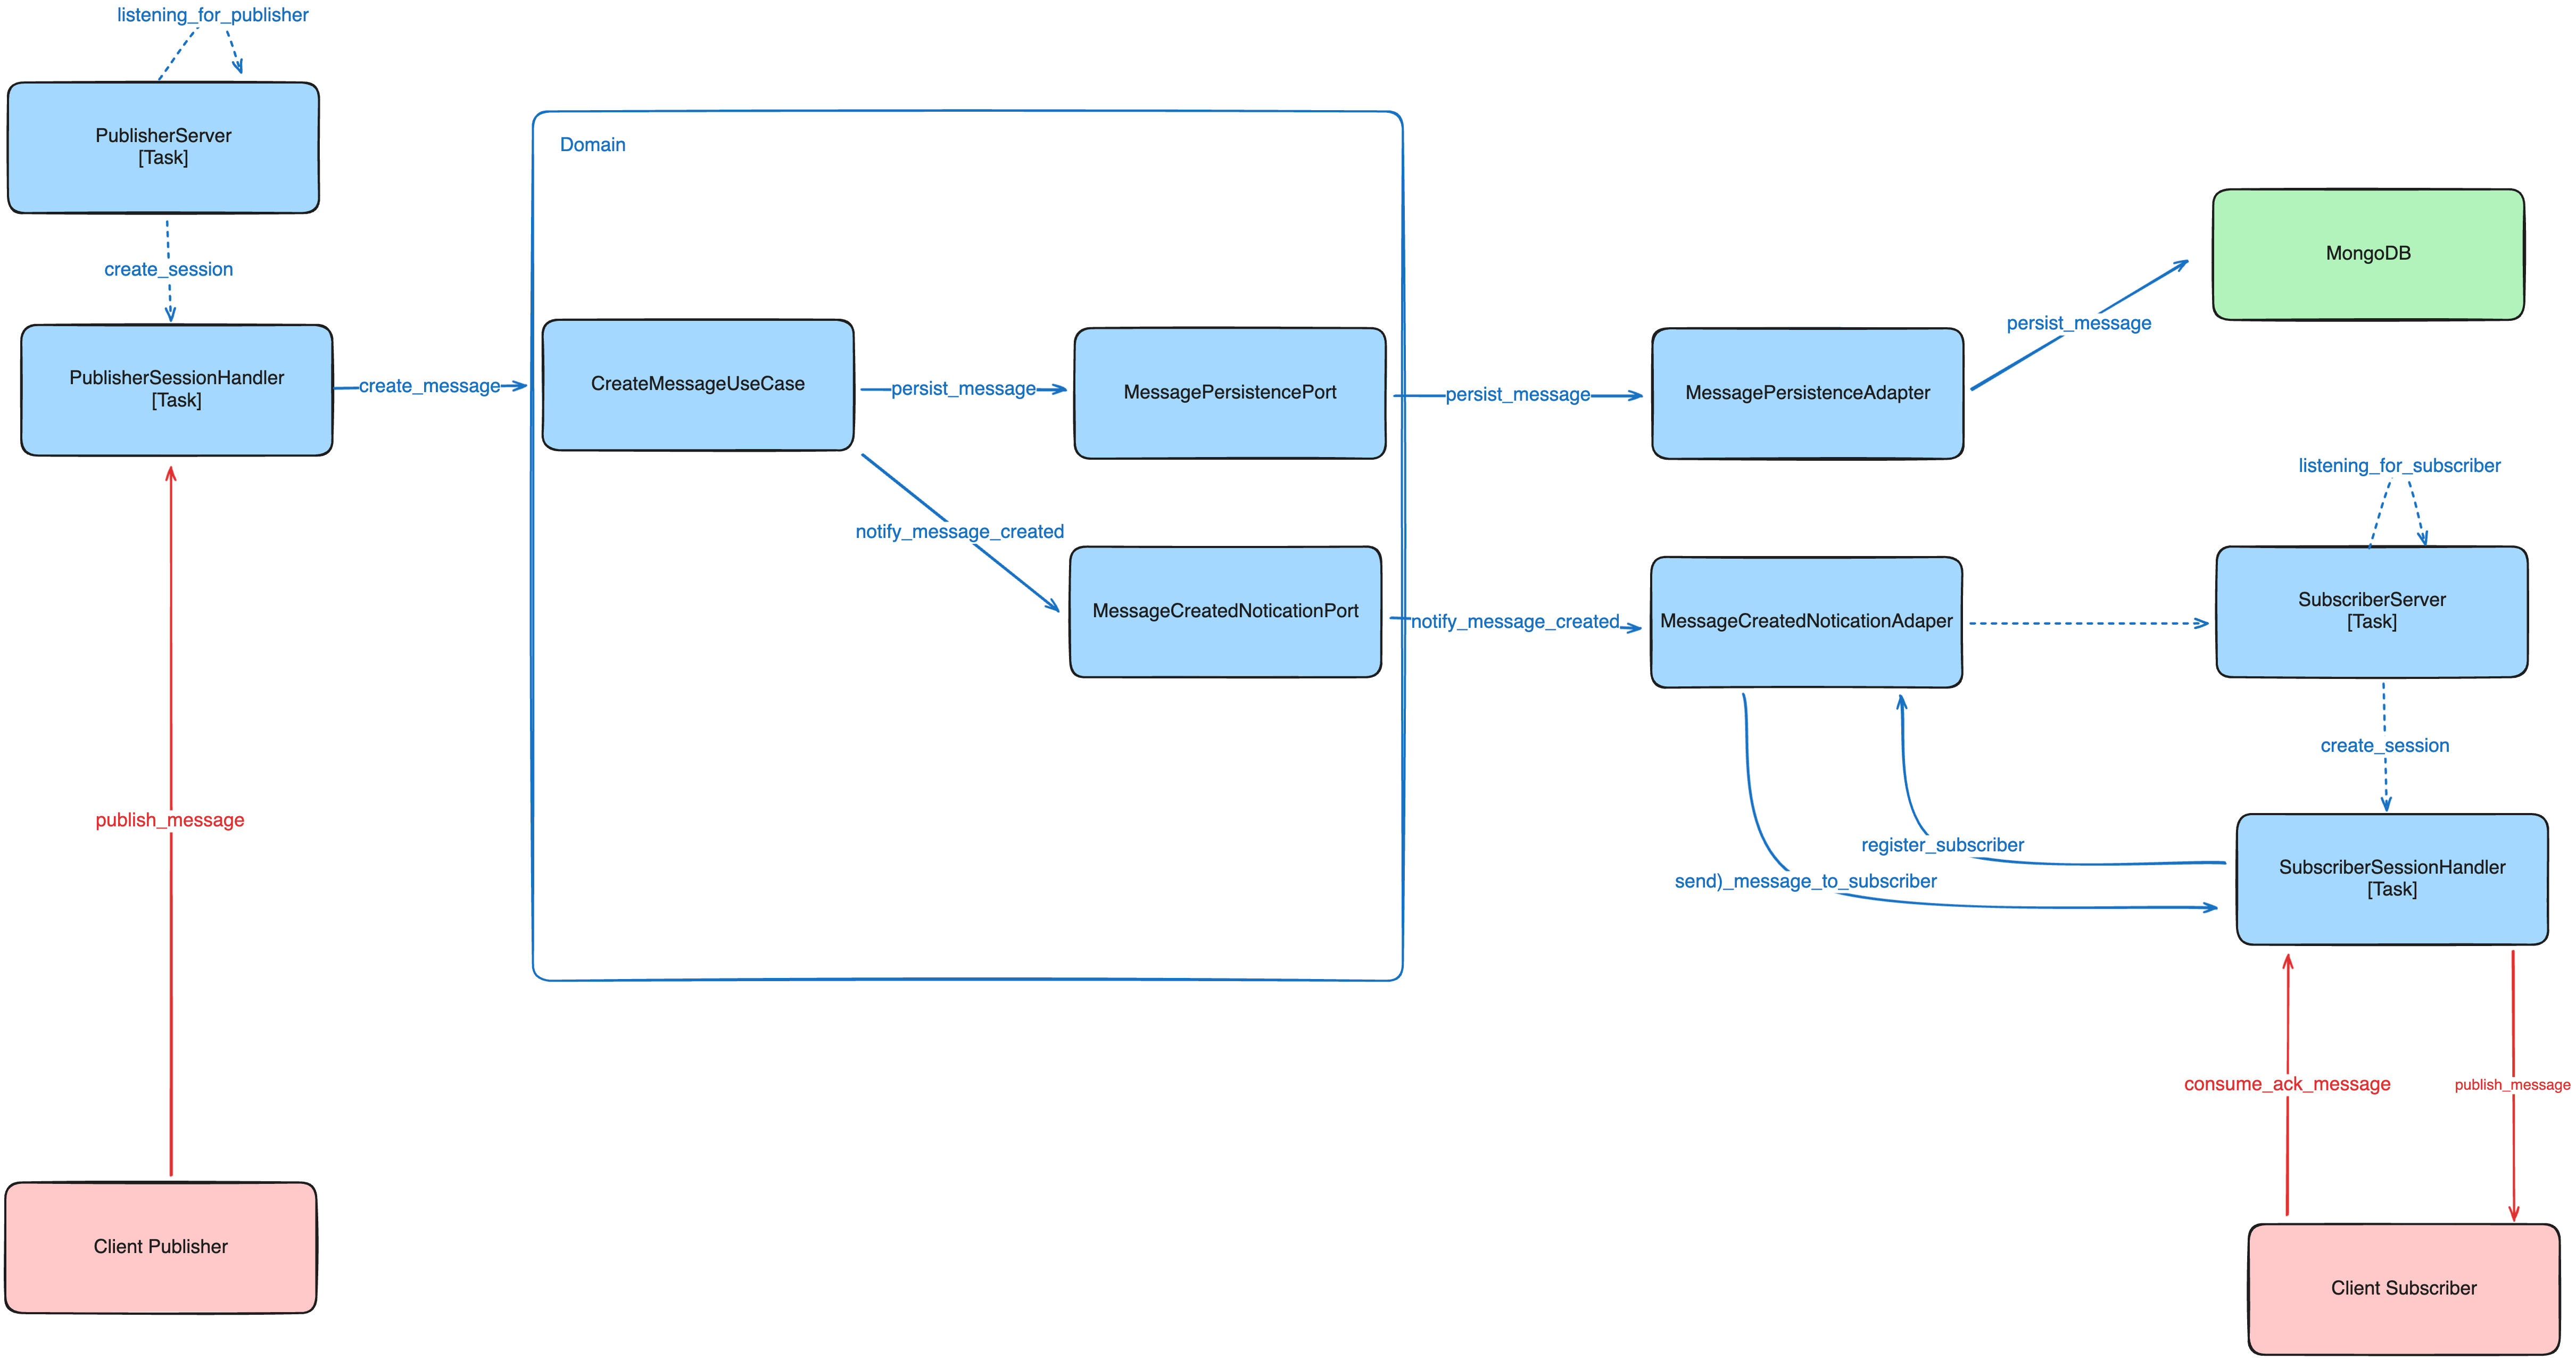 listening_for_publisher
PublisherServer
[Task]
create_session
PublisherSessionHandler
[Task]
create_message
publish_message
Client Publisher
Domain
CreateMessageUseCase
persist_message
MessagePersistencePort
notify_message_created
MessageCreatedNoticationPort
persist_message
MessagePersistenceAdapter
persist_message
MongoDB
notify_message_created
MessageCreatedNoticationAdaper
listening_for_subscriber
SubscriberServer
[Task]
create_session
register_subscriber
send)_message_to_subscriber
SubscriberSessionHandler
[Task]
consume_ack_message
publish_message
Client Subscriber